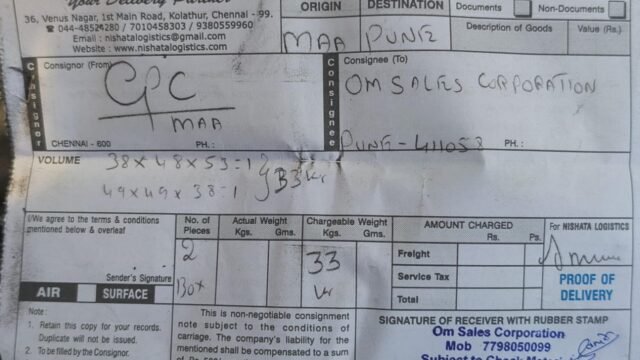 Your Delivery Partner
36, Venus Nagar, 1st Main Road, Kolathur, Chennai - 99.
☎ 044-48524280 / 7010458303 / 9380559960
Email : nishatalogistics@gmail.com
Website : www.nishatalogistics.com
ORIGIN DESTINATION
MAA PUNE
Documents Non-Documents
Description of Goods Value (Rs.)
Consignor
Consignor (From)
GPC
MAA
CHENNAI - 600 PH. :
Consignee
Consignee (To)
OM SALES CORPORATION
PUNE - 411058 PH. :
VOLUME 38 x 48 x 53 = 1
49 x 49 x 38 = 1 } 33 kr
I/We agree to the terms & conditions
mentioned below & overleaf
Sender's Signature
AIR SURFACE
No. of Pieces
2
Box
Actual Weight
Kgs. Gms.
Chargeable Weight
Kgs. Gms.
33
kr
AMOUNT CHARGED
Rs. Ps.
Freight
Service Tax
Total
For NISHATA LOGISTICS
PROOF OF
DELIVERY
NOTE
1. Retain this copy for your records.
Duplicate will not be issued.
2. To be filled by the Consignor.
This is non-negotiable consignment
note subject to the conditions of
carriage. The company's liability for the
mentioned shall be compensated to a sum
SIGNATURE OF RECEIVER WITH RUBBER STAMP
Om Sales Corporation
Mob 7798050099
Subject to Check